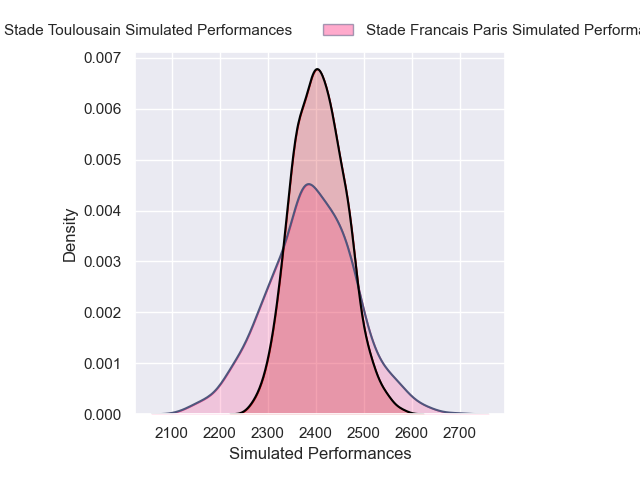 Stade Toulousain Simulated Performances Stade Francais Paris Simulated
0.007
0.006
0.005
0.004
0.003
0.002
0.001
0.000
Density
2100 2200 2300 2400 2500 2600 2700
Simulated Performances